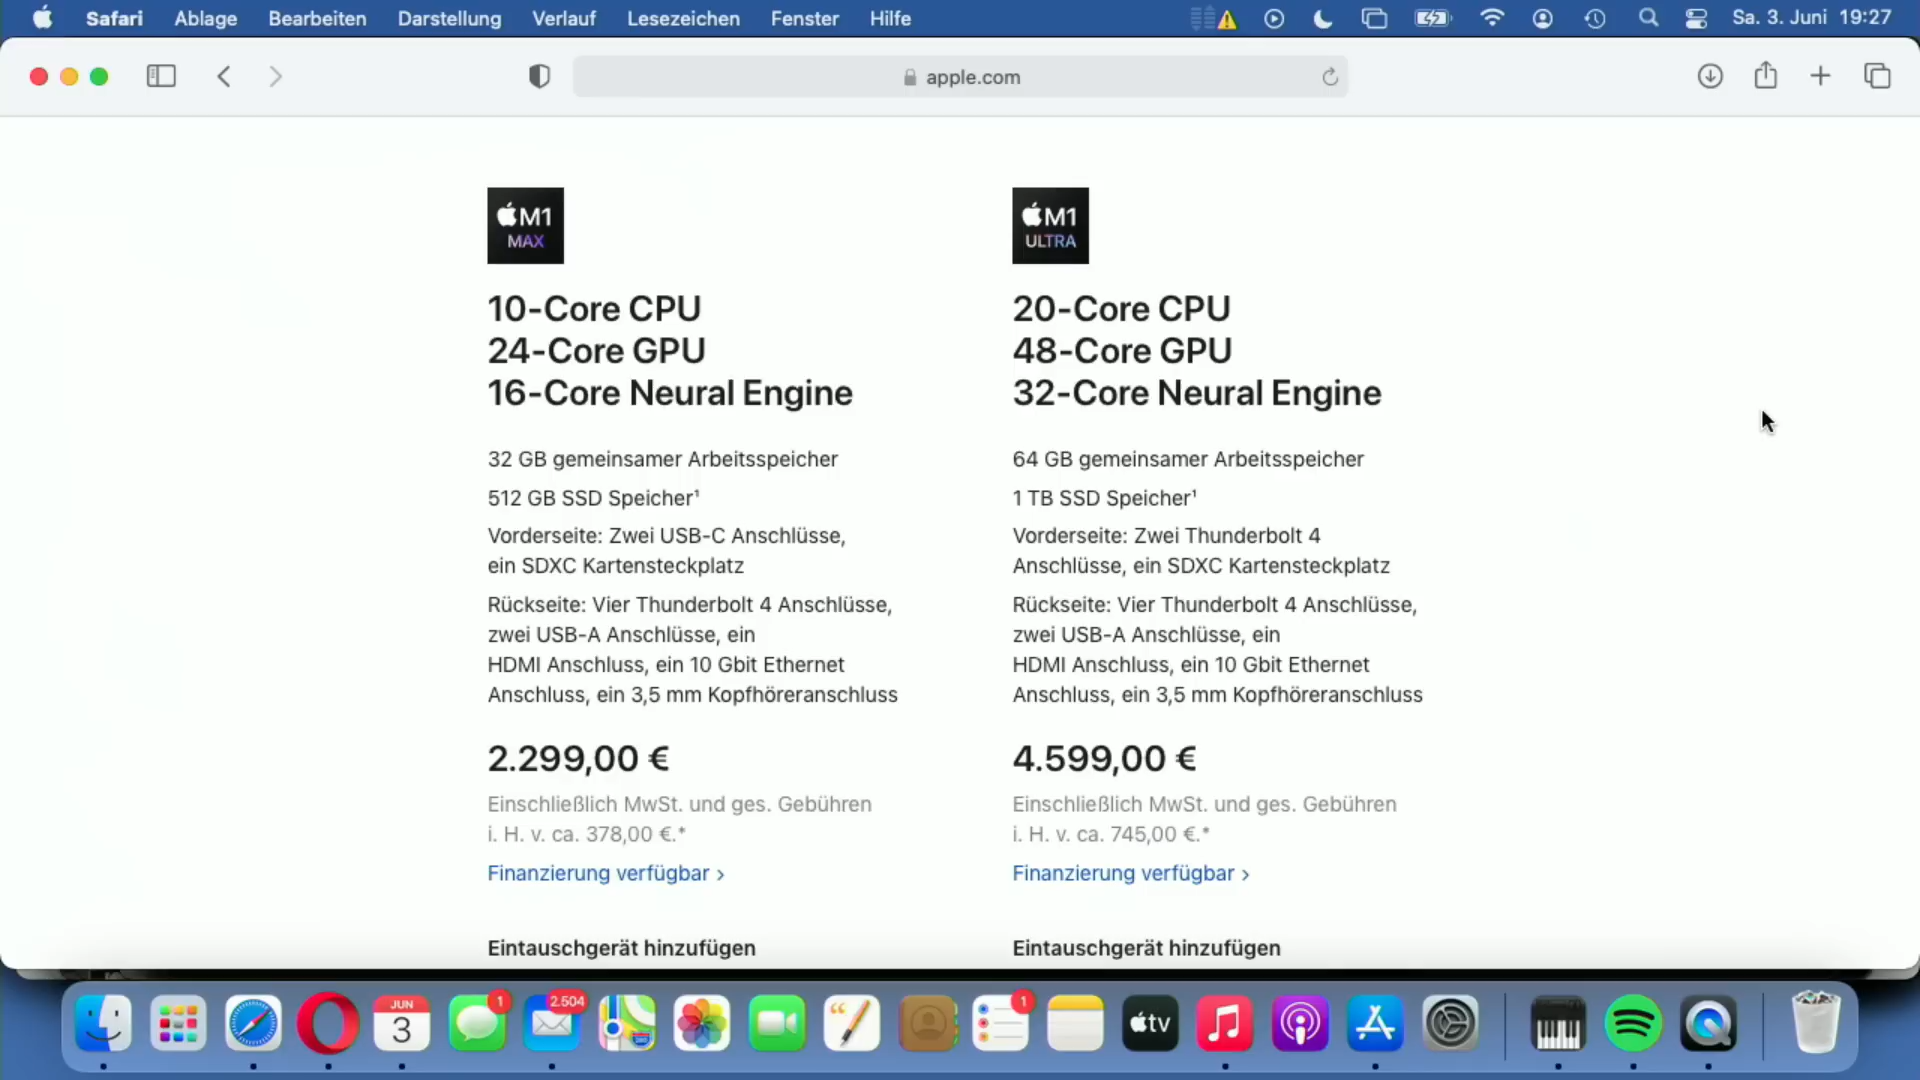 Safari Ablage Bearbeiten Darstellung Verlauf Lesezeichen Fenster Hilfe Sa. 3. Juni 19:27
apple.com
M1
MAX
10-Core CPU
24-Core GPU
16-Core Neural Engine
32 GB gemeinsamer Arbeitsspeicher
512 GB SSD Speicher¹
Vorderseite: Zwei USB-C Anschlüsse,
ein SDXC Kartensteckplatz
Rückseite: Vier Thunderbolt 4 Anschlüsse,
zwei USB-A Anschlüsse, ein
HDMI Anschluss, ein 10 Gbit Ethernet
Anschluss, ein 3,5 mm Kopfhöreranschluss
2.299,00 €
Einschließlich MwSt. und ges. Gebühren
i. H. v. ca. 378,00 €.*
Finanzierung verfügbar ›
Eintauschgerät hinzufügen
M1
ULTRA
20-Core CPU
48-Core GPU
32-Core Neural Engine
64 GB gemeinsamer Arbeitsspeicher
1 TB SSD Speicher¹
Vorderseite: Zwei Thunderbolt 4
Anschlüsse, ein SDXC Kartensteckplatz
Rückseite: Vier Thunderbolt 4 Anschlüsse,
zwei USB-A Anschlüsse, ein
HDMI Anschluss, ein 10 Gbit Ethernet
Anschluss, ein 3,5 mm Kopfhöreranschluss
4.599,00 €
Einschließlich MwSt. und ges. Gebühren
i. H. v. ca. 745,00 €.*
Finanzierung verfügbar ›
Eintauschgerät hinzufügen
JUN
3
1
2.504
1
tv